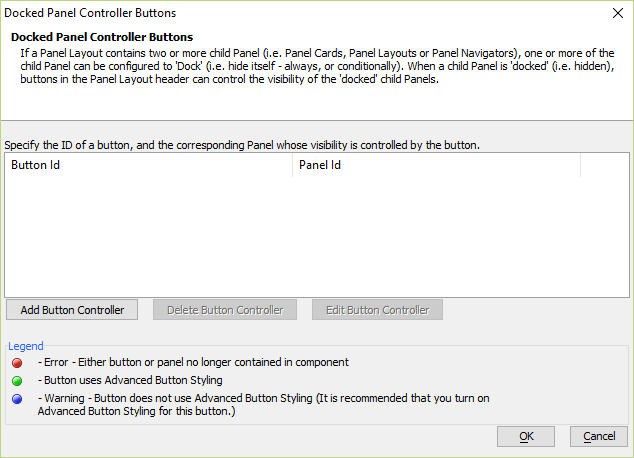 Docked Panel Controller Buttons
Docked Panel Controller Buttons
If a Panel Layout contains two or more child Panel (i.e. Panel Cards, Panel Layouts or Panel Navigators), one or more of the
child Panel can be configured to 'Dock' (i.e. hide itself - always, or conditionally). When a child Panel is 'docked' (i.e. hidden),
buttons in the Panel Layout header can control the visibility of the 'docked' child Panels.
Specify the ID of a button, and the corresponding Panel whose visibility is controlled by the button.
Button Id Panel Id
Add Button Controller Delete Button Controller Edit Button Controller
Legend
- Error - Either button or panel no longer contained in component
- Button uses Advanced Button Styling
- Warning - Button does not use Advanced Button Styling (It is recommended that you turn on
Advanced Button Styling for this button.)
OK Cancel